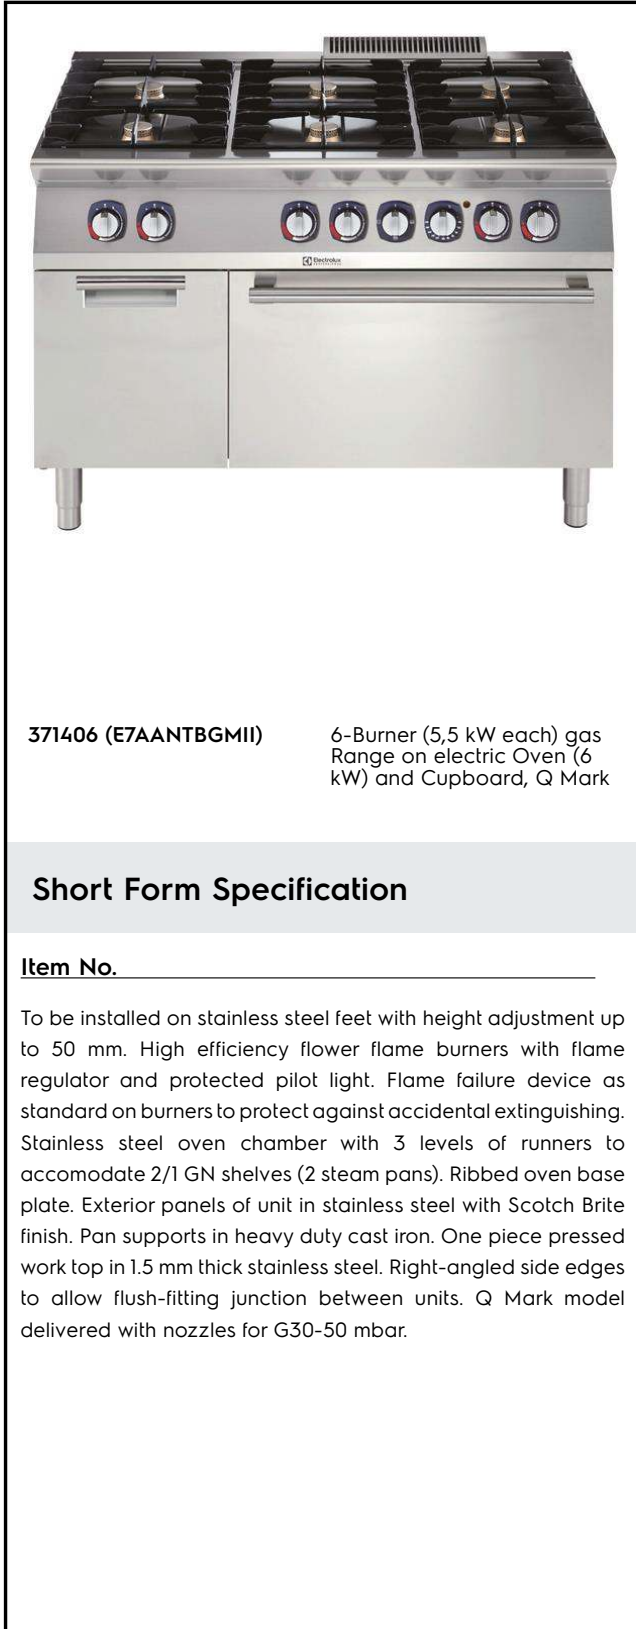 Electrolux
PROFESSIONAL
371406 (E7AANTBGMII)
6-Burner (5,5 kW each) gas
Range on electric Oven (6
kW) and Cupboard, Q Mark
Short Form Specification
Item No.
To be installed on stainless steel feet with height adjustment up
to 50 mm. High efficiency flower flame burners with flame
regulator and protected pilot light. Flame failure device as
standard on burners to protect against accidental extinguishing.
Stainless steel oven chamber with 3 levels of runners to
accomodate 2/1 GN shelves (2 steam pans). Ribbed oven base
plate. Exterior panels of unit in stainless steel with Scotch Brite
finish. Pan supports in heavy duty cast iron. One piece pressed
work top in 1.5 mm thick stainless steel. Right-angled side edges
to allow flush-fitting junction between units. Q Mark model
delivered with nozzles for G30-50 mbar.